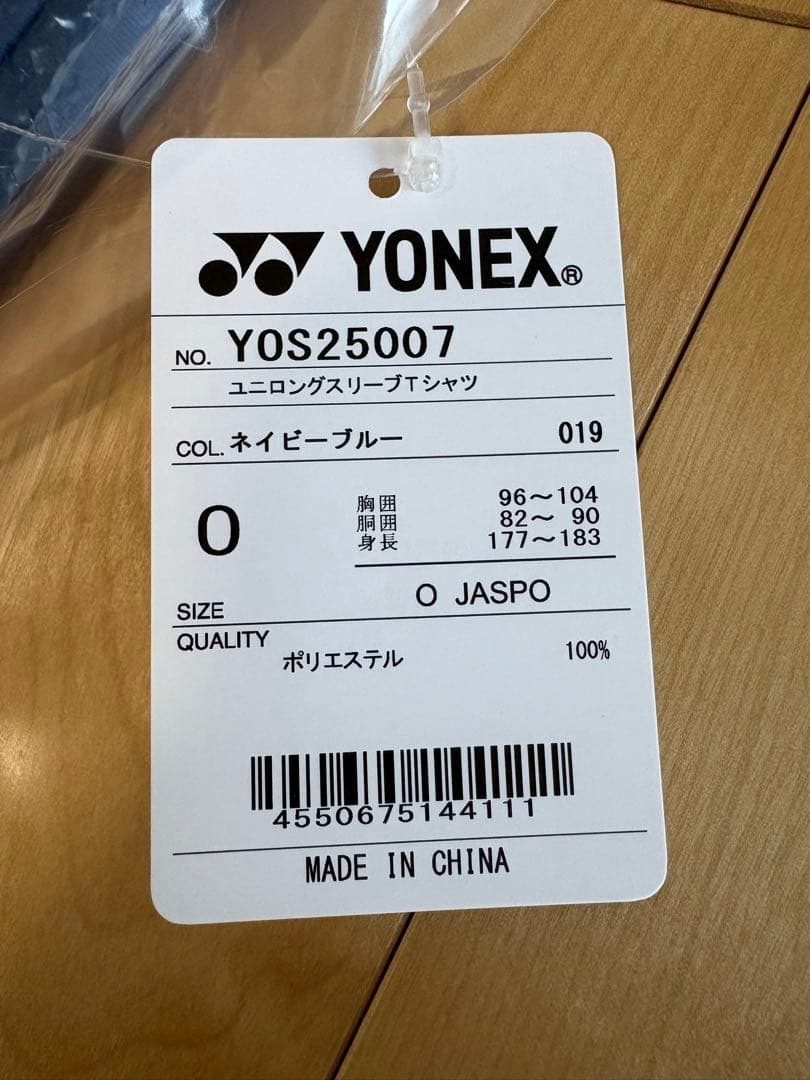 YONEX®
NO. YOS25007
ユニロングスリーブTシャツ
COL. ネイビーブルー 019
O
胸囲 96〜104
胴囲 82〜 90
身長 177〜183
O JASPO
SIZE
QUALITY
ポリエステル 100%
4550675144111
MADE IN CHINA